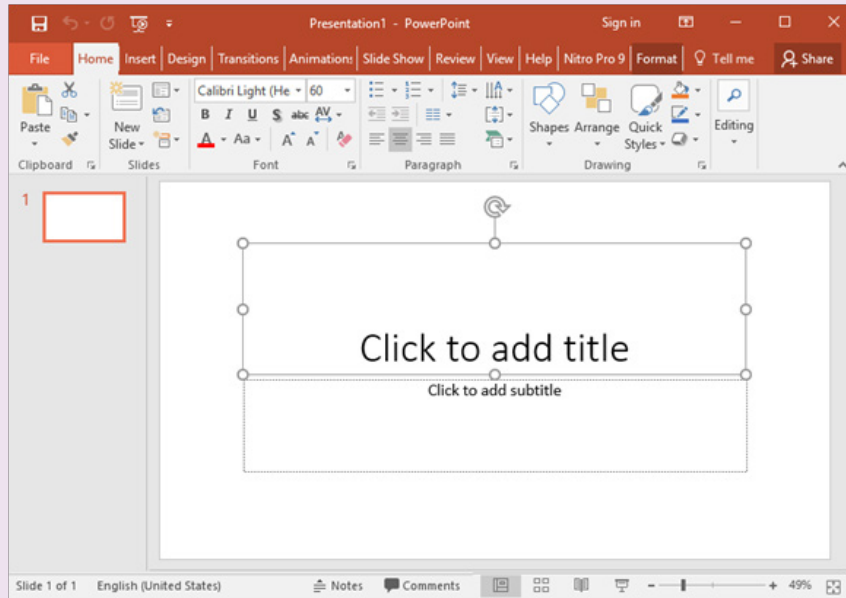 Presentation1 - PowerPoint Sign in
File Home Insert Design Transitions Animations Slide Show Review View Help Nitro Pro 9 Format Tell me Share
Calibri Light (He 60
B I U S abc AV
Paste New Shapes Arrange Quick Editing
Slide A Aa A A Styles
Clipboard Slides Font Paragraph Drawing
1
Click to add title
Click to add subtitle
Slide 1 of 1 English (United States) Notes Comments 49%